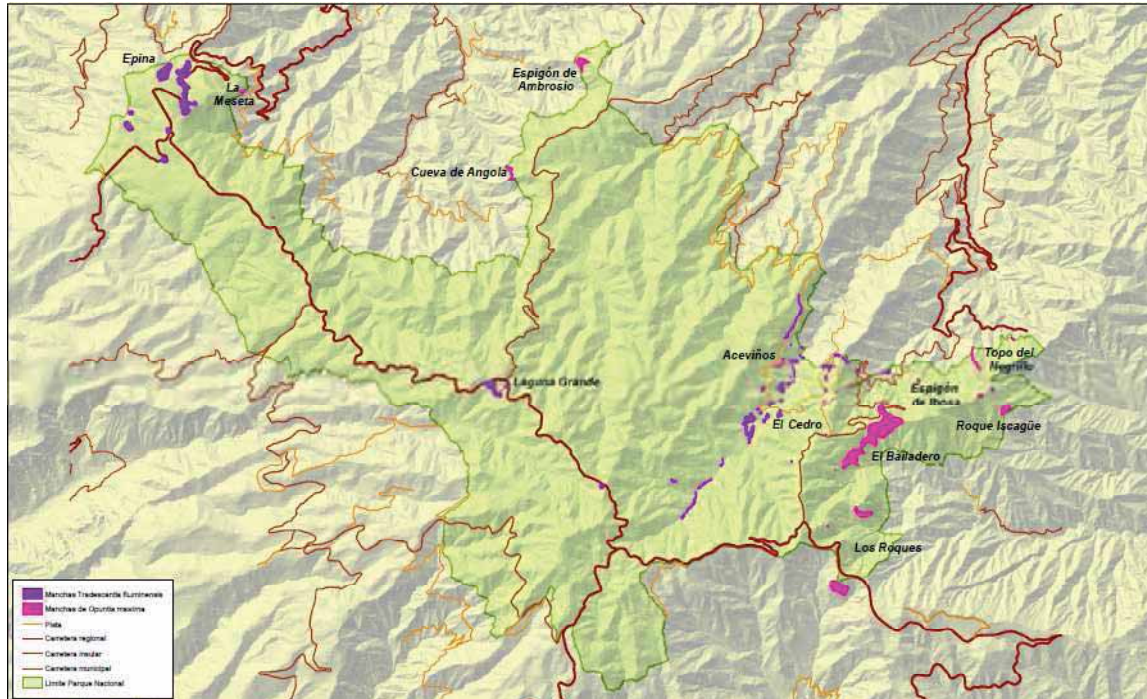 Epina
La
Meseta
Espigón de
Ambrosio
Cueva de Angola
Aceviños
Laguna Grande
Topo del
Negrillo
Espigón
de Ibosa
El Cedro
Roque Iscagüe
El Bailadero
Los Roques
Manchas Tradescantia fluminensis
Manchas de Opuntia maxima
Pista
Carretera regional
Carretera insular
Carretera municipal
Límite Parque Nacional